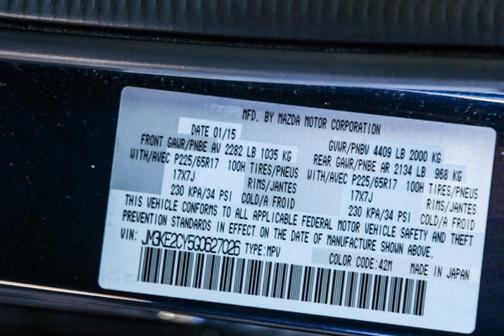 MFD. BY MAZDA MOTOR CORPORATION
DATE 01/15
FRONT GAWR/PNBE AV 2282 LB 1035 KG
WITH/AVEC P225/65R17 100H TIRES/PNEUS
17X7J RIMS/JANTES
230 KPA/34 PSI COLD/A FROID
GVWR/PNBV 4409 LB 2000 KG
REAR GAWR/PNBE AR 2134 LB 968 KG
WITH/AVEC P225/65R17 100H TIRES/PNEUS
17X7J RIMS/JANTES
230 KPA/34 PSI COLD/A FROID
THIS VEHICLE CONFORMS TO ALL APPLICABLE FEDERAL MOTOR VEHICLE SAFETY AND THEFT
PREVENTION STANDARDS IN EFFECT ON THE DATE OF MANUFACTURE SHOWN ABOVE.
VIN: JM3KE2CY5G0627026 TYPE:MPV
COLOR CODE:42M MADE IN JAPAN